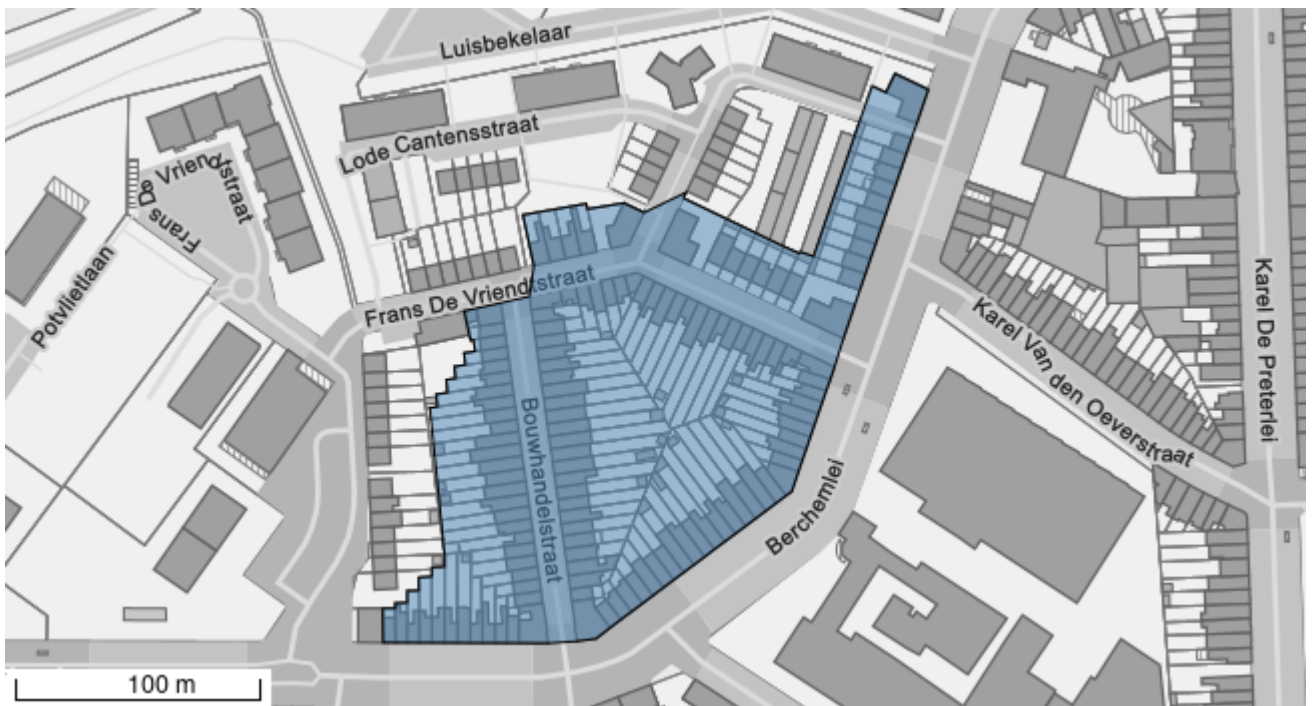 Luisbekelaar
Lode Cantensstraat
Frans De Vriendtstraat
Potvlietlaan
Frans De Vriendtstraat
Bouwhandelstraat
Berchemlei
Karel Van den Oeverstraat
Karel De Preterlei
100 m